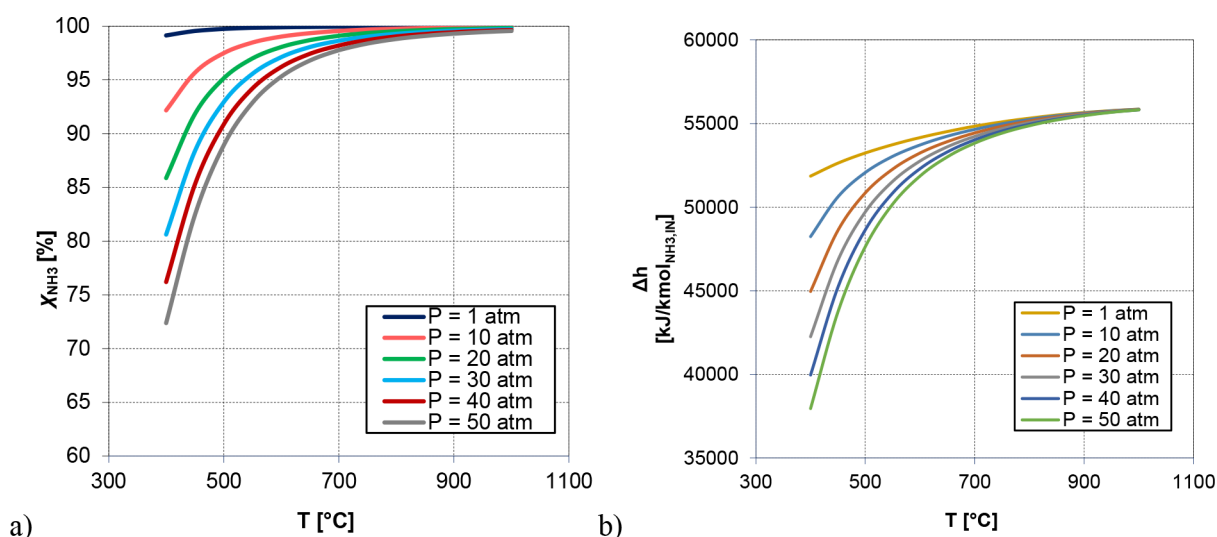 100
95
90
85
80
75
70
65
60
χNH3 [%]
P = 1 atm
P = 10 atm
P = 20 atm
P = 30 atm
P = 40 atm
P = 50 atm
300 500 700 900 1100
T [°C]
a)
60000
55000
50000
45000
40000
35000
Δh
[kJ/kmolNH3,IN]
P = 1 atm
P = 10 atm
P = 20 atm
P = 30 atm
P = 40 atm
P = 50 atm
300 500 700 900 1100
T [°C]
b)